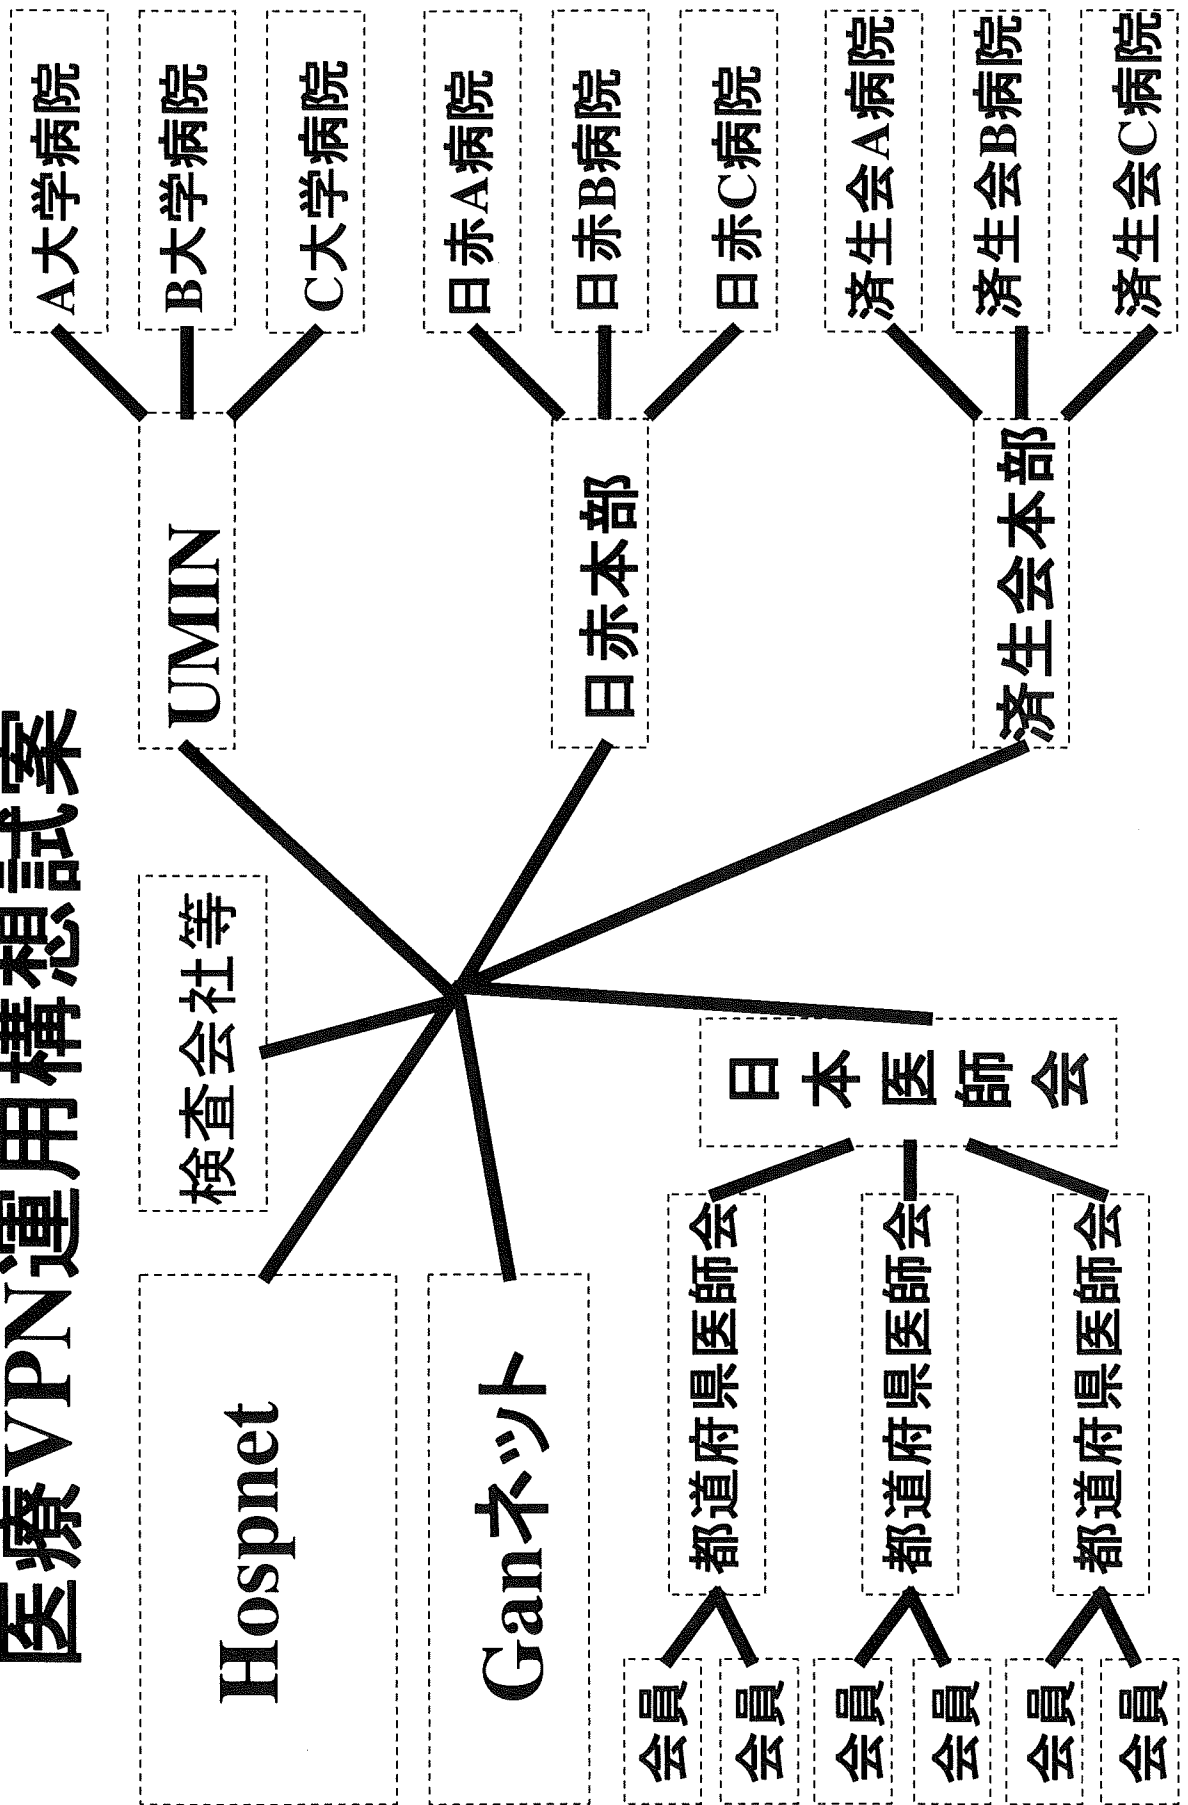 医療VPN運用構想試案
Hospnet
検査会社等
UMIN
A大学病院
B大学病院
C大学病院
Ganネット
日赤本部
日赤A病院
日赤B病院
日赤C病院
済生会本部
済生会A病院
済生会B病院
済生会C病院
日本医師会
都道府県医師会
都道府県医師会
都道府県医師会
会員
会員
会員
会員
会員
会員